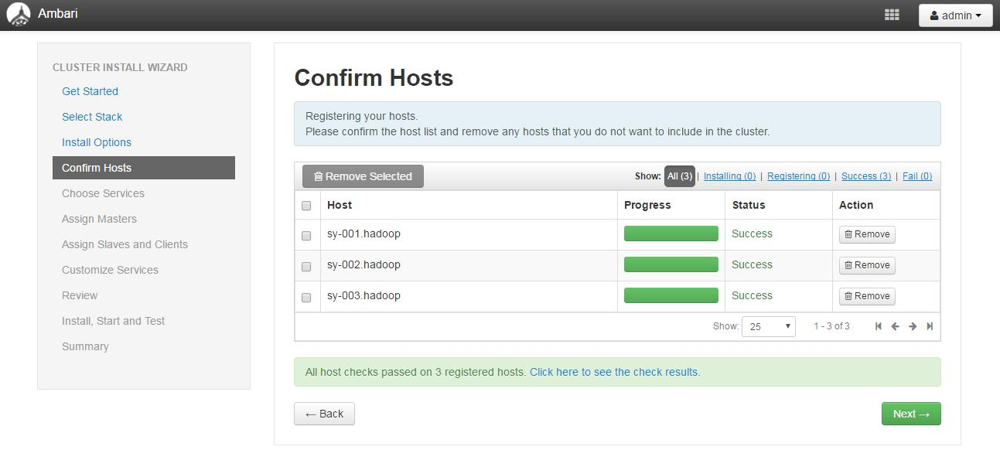 Ambari
admin
CLUSTER INSTALL WIZARD
Get Started
Select Stack
Install Options
Confirm Hosts
Choose Services
Assign Masters
Assign Slaves and Clients
Customize Services
Review
Install, Start and Test
Summary
Confirm Hosts
Registering your hosts.
Please confirm the host list and remove any hosts that you do not want to include in the cluster.
Remove Selected Show: All (3) | Installing (0) | Registering (0) | Success (3) | Fail (0)
Host Progress Status Action
sy-001.hadoop Success Remove
sy-002.hadoop Success Remove
sy-003.hadoop Success Remove
Show: 25 1 - 3 of 3
All host checks passed on 3 registered hosts. Click here to see the check results.
← Back Next →